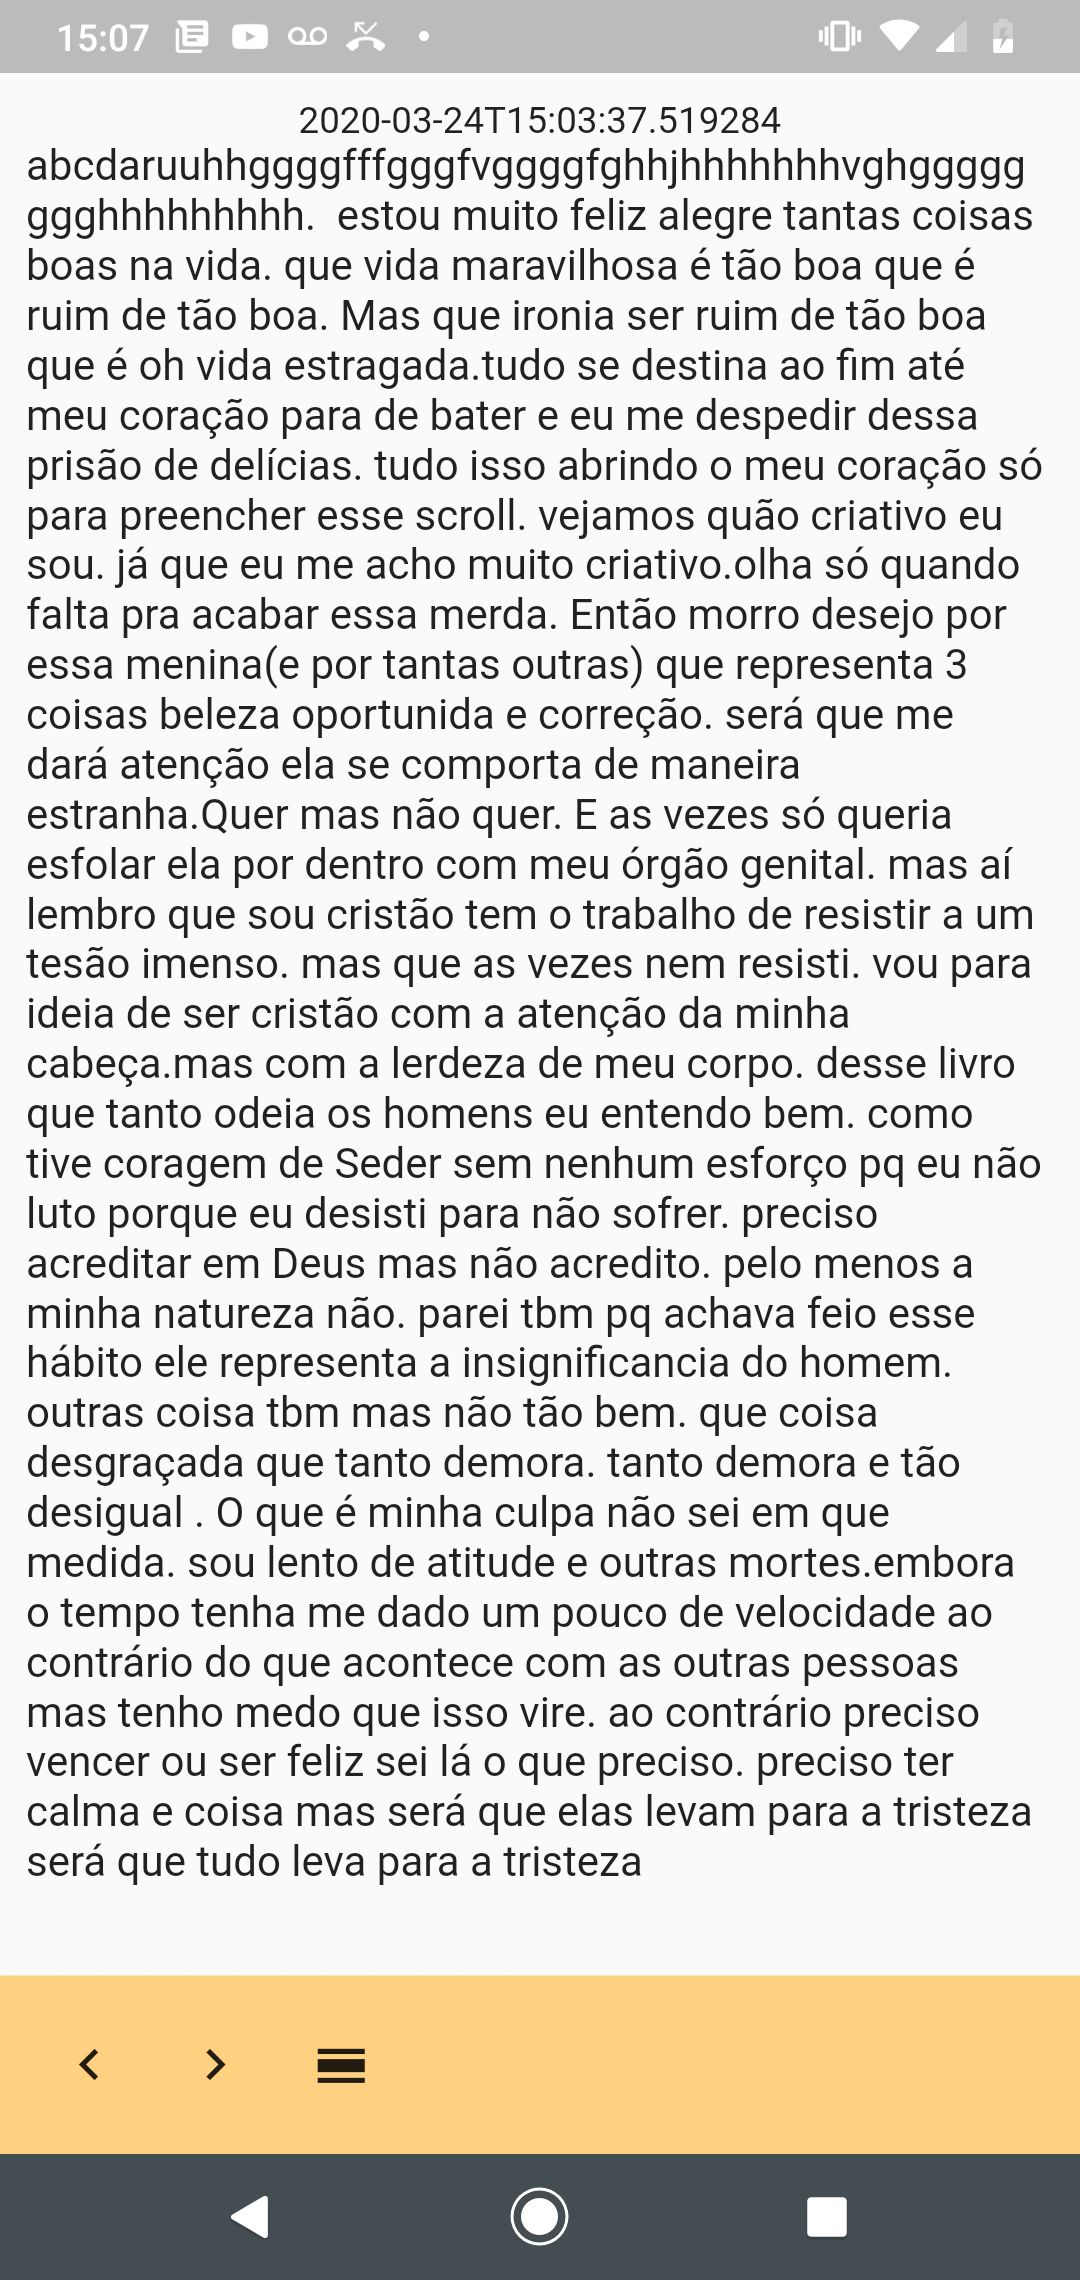 15:07
2020-03-24T15:03:37.519284
abcdaruuhhggggfffgggfvggggfghhjhhhhhhhvghggggg
ggghhhhhhhhh.  estou muito feliz alegre tantas coisas
boas na vida. que vida maravilhosa é tão boa que é
ruim de tão boa. Mas que ironia ser ruim de tão boa
que é oh vida estragada.tudo se destina ao fim até
meu coração para de bater e eu me despedir dessa
prisão de delícias. tudo isso abrindo o meu coração só
para preencher esse scroll. vejamos quão criativo eu
sou. já que eu me acho muito criativo.olha só quando
falta pra acabar essa merda. Então morro desejo por
essa menina(e por tantas outras) que representa 3
coisas beleza oportunida e correção. será que me
dará atenção ela se comporta de maneira
estranha.Quer mas não quer. E as vezes só queria
esfolar ela por dentro com meu órgão genital. mas aí
lembro que sou cristão tem o trabalho de resistir a um
tesão imenso. mas que as vezes nem resisti. vou para
ideia de ser cristão com a atenção da minha
cabeça.mas com a lerdeza de meu corpo. desse livro
que tanto odeia os homens eu entendo bem. como
tive coragem de Seder sem nenhum esforço pq eu não
luto porque eu desisti para não sofrer. preciso
acreditar em Deus mas não acredito. pelo menos a
minha natureza não. parei tbm pq achava feio esse
hábito ele representa a insignificancia do homem.
outras coisa tbm mas não tão bem. que coisa
desgraçada que tanto demora. tanto demora e tão
desigual . O que é minha culpa não sei em que
medida. sou lento de atitude e outras mortes.embora
o tempo tenha me dado um pouco de velocidade ao
contrário do que acontece com as outras pessoas
mas tenho medo que isso vire. ao contrário preciso
vencer ou ser feliz sei lá o que preciso. preciso ter
calma e coisa mas será que elas levam para a tristeza
será que tudo leva para a tristeza